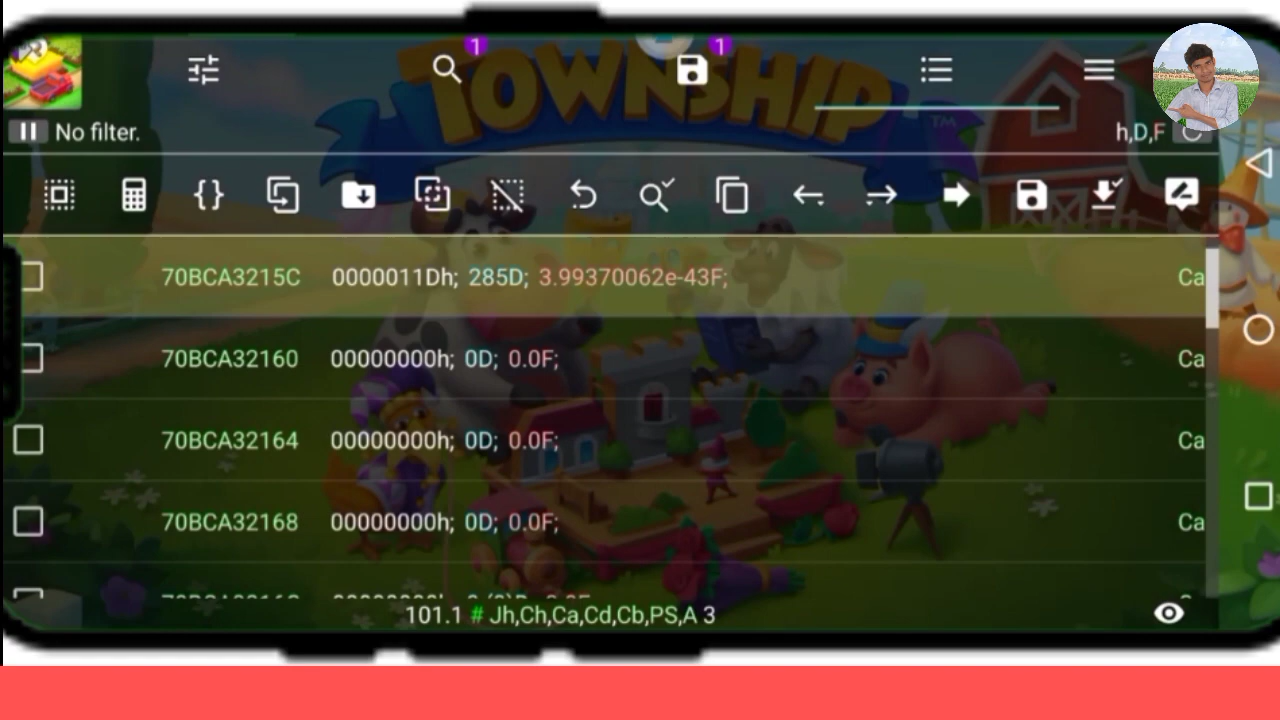 1
1
TOWNSHIP
TM
No filter.
h,D,F
70BCA3215C 0000011Dh; 285D; 3.99370062e-43F; Ca
70BCA32160 00000000h; 0D; 0.0F; Ca
70BCA32164 00000000h; 0D; 0.0F; Ca
70BCA32168 00000000h; 0D; 0.0F; Ca
101.1 # Jh,Ch,Ca,Cd,Cb,PS,A 3